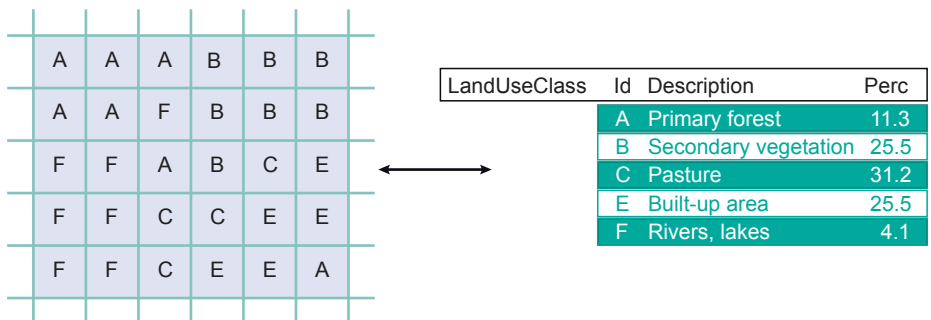 A A A B B B
A A F B B B
F F A B C E
F F C C E E
F F C E E A
LandUseClass Id Description Perc
A Primary forest 11.3
B Secondary vegetation 25.5
C Pasture 31.2
E Built-up area 25.5
F Rivers, lakes 4.1